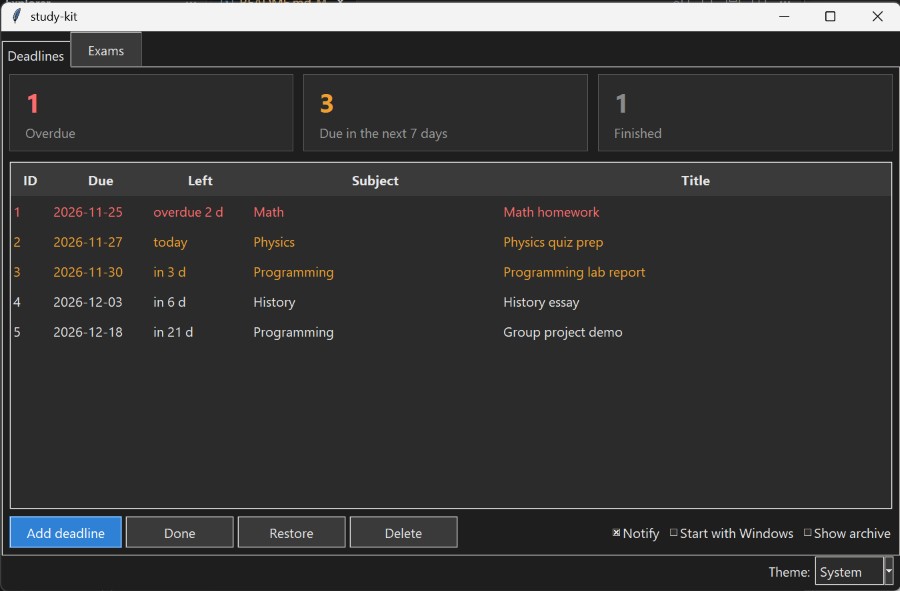 study-kit
Deadlines Exams
1 3 1
Overdue Due in the next 7 days Finished
ID Due Left Subject Title
1 2026-11-25 overdue 2 d Math Math homework
2 2026-11-27 today Physics Physics quiz prep
3 2026-11-30 in 3 d Programming Programming lab report
4 2026-12-03 in 6 d History History essay
5 2026-12-18 in 21 d Programming Group project demo
Add deadline Done Restore Delete Notify Start with Windows Show archive
Theme: System